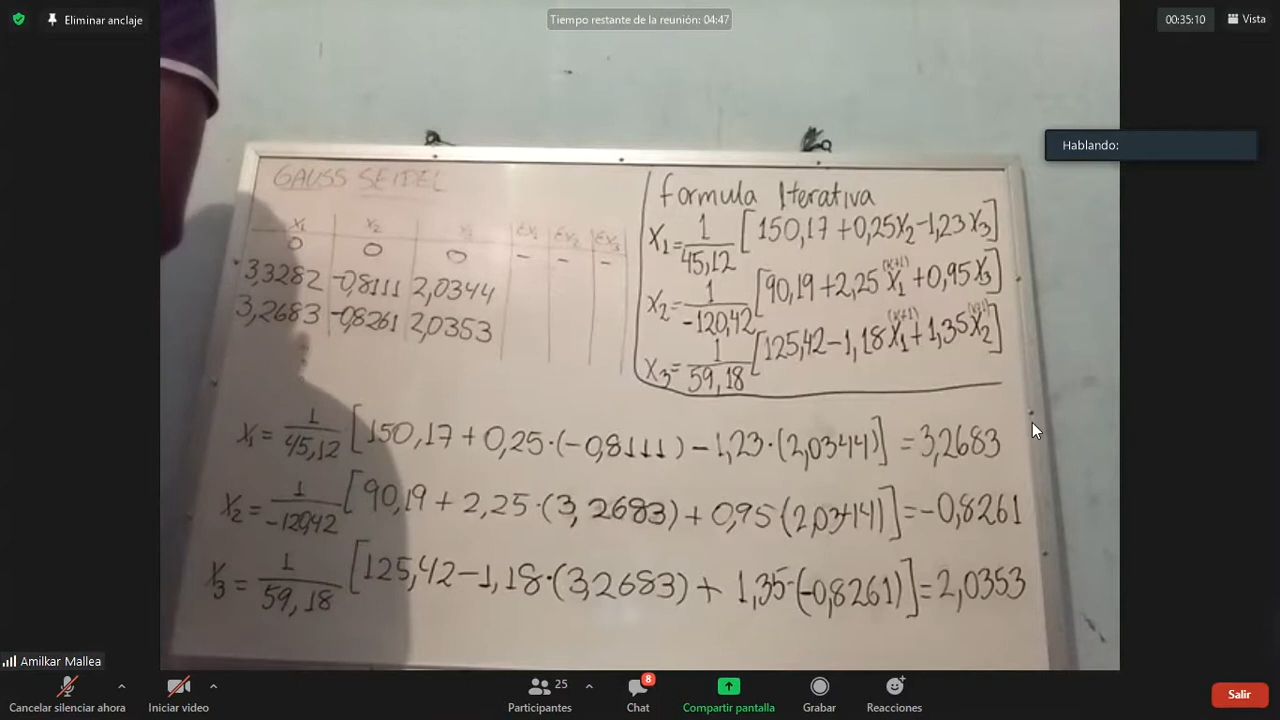 Eliminar anclaje
Tiempo restante de la reunión: 04:47
00:35:10
Vista
Hablando:
GAUSS SEIDEL
X₁ X₂ X₃ Ex₁ Ex₂ Ex₃
0 0 0 - - -
3,3282 -0,8111 2,0344
3,2683 -0,8261 2,0353
formula Iterativa
X₁ = 1/45,12 [150,17 + 0,25X₂ - 1,23X₃]
X₂ = 1/-120,42 [90,19 + 2,25 X₁^(k+1) + 0,95X₃]
X₃ = 1/59,18 [125,42 - 1,18X₁^(k+1) + 1,35X₂^(k+1)]
X₁ = 1/45,12 [150,17 + 0,25·(-0,8111) - 1,23·(2,0344)] = 3,2683
X₂ = 1/-120,42 [90,19 + 2,25·(3,2683) + 0,95(2,0344)] = -0,8261
X₃ = 1/59,18 [125,42 - 1,18·(3,2683) + 1,35·(-0,8261)] = 2,0353
Amilkar Mallea
Cancelar silenciar ahora
Iniciar video
25
Participantes
8
Chat
Compartir pantalla
Grabar
Reacciones
Salir